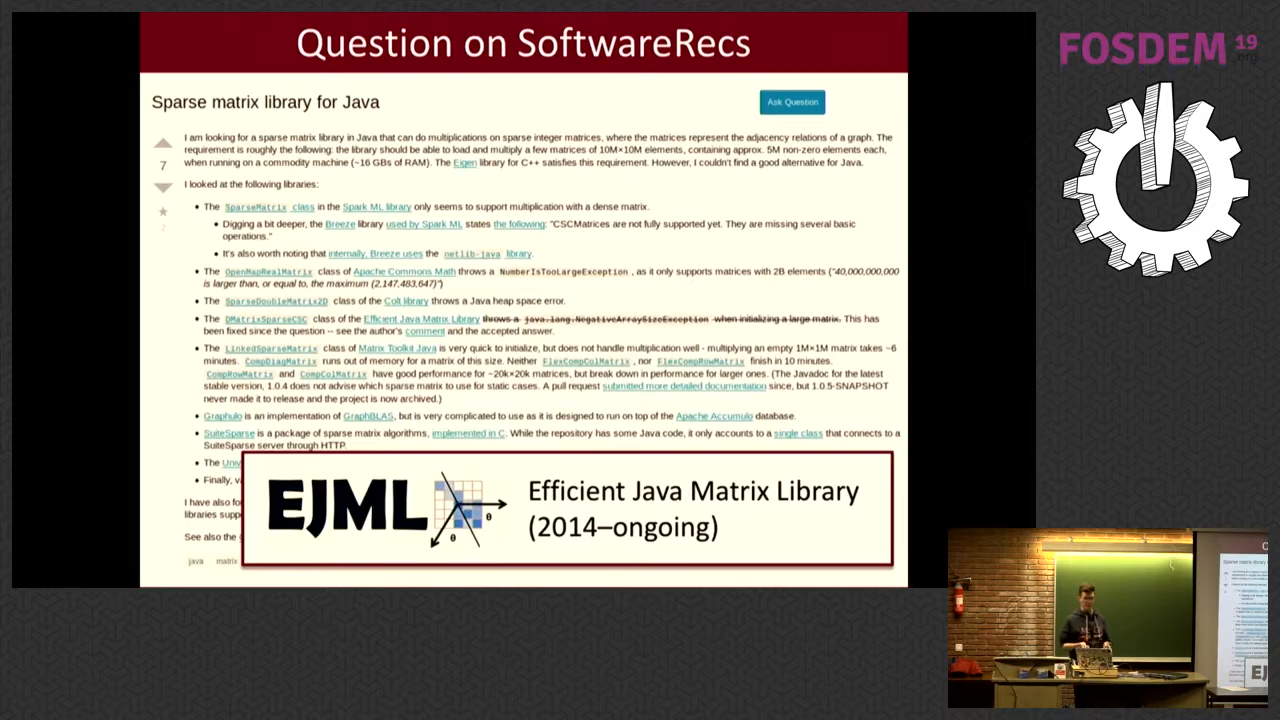 Question on SoftwareRecs
FOSDEM 19
.org
Sparse matrix library for Java
Ask Question
I am looking for a sparse matrix library in Java that can do multiplications on sparse integer matrices, where the matrices represent the adjacency relations of a graph. The
requirement is roughly the following: the library should be able to load and multiply a few matrices of 10M×10M elements, containing approx. 5M non-zero elements each,
7
when running on a commodity machine (~16 GBs of RAM). The Eigen library for C++ satisfies this requirement. However, I couldn't find a good alternative for Java.
I looked at the following libraries:
• The SparseMatrix class in the Spark ML library only seems to support multiplication with a dense matrix.
• Digging a bit deeper, the Breeze library used by Spark ML states the following: "CSCMatrices are not fully supported yet. They are missing several basic
operations."
• It's also worth noting that internally, Breeze uses the netlib-java library.
• The OpenMapRealMatrix class of Apache Commons Math throws a NumberIsTooLargeException , as it only supports matrices with 2B elements ("40,000,000,000
is larger than, or equal to, the maximum (2,147,483,647)")
• The SparseDoubleMatrix2D class of the Colt library throws a Java heap space error.
• The DMatrixSparseCSC class of the Efficient Java Matrix Library throws a java.lang.NegativeArraySizeException when initializing a large matrix. This has
been fixed since the question -- see the author's comment and the accepted answer.
• The LinkedSparseMatrix class of Matrix Toolkit Java is very quick to initialize, but does not handle multiplication well - multiplying an empty 1M×1M matrix takes ~6
minutes. CompDiagMatrix runs out of memory for a matrix of this size. Neither FlexCompColMatrix , nor FlexCompRowMatrix finish in 10 minutes.
CompRowMatrix and CompColMatrix have good performance for ~20k×20k matrices, but break down in performance for larger ones. (The Javadoc for the latest
stable version, 1.0.4 does not advise which sparse matrix to use for static cases. A pull request submitted more detailed documentation since, but 1.0.5-SNAPSHOT
never made it to release and the project is now archived.)
• Graphulo is an implementation of GraphBLAS, but is very complicated to use as it is designed to run on top of the Apache Accumulo database.
• SuiteSparse is a package of sparse matrix algorithms, implemented in C. While the repository has some Java code, it only accounts to a single class that connects to a
SuiteSparse server through HTTP.
• The
• Finally,
I have also
libraries
See also the
java matrix
EJML
θ
θ
Efficient Java Matrix Library
(2014–ongoing)